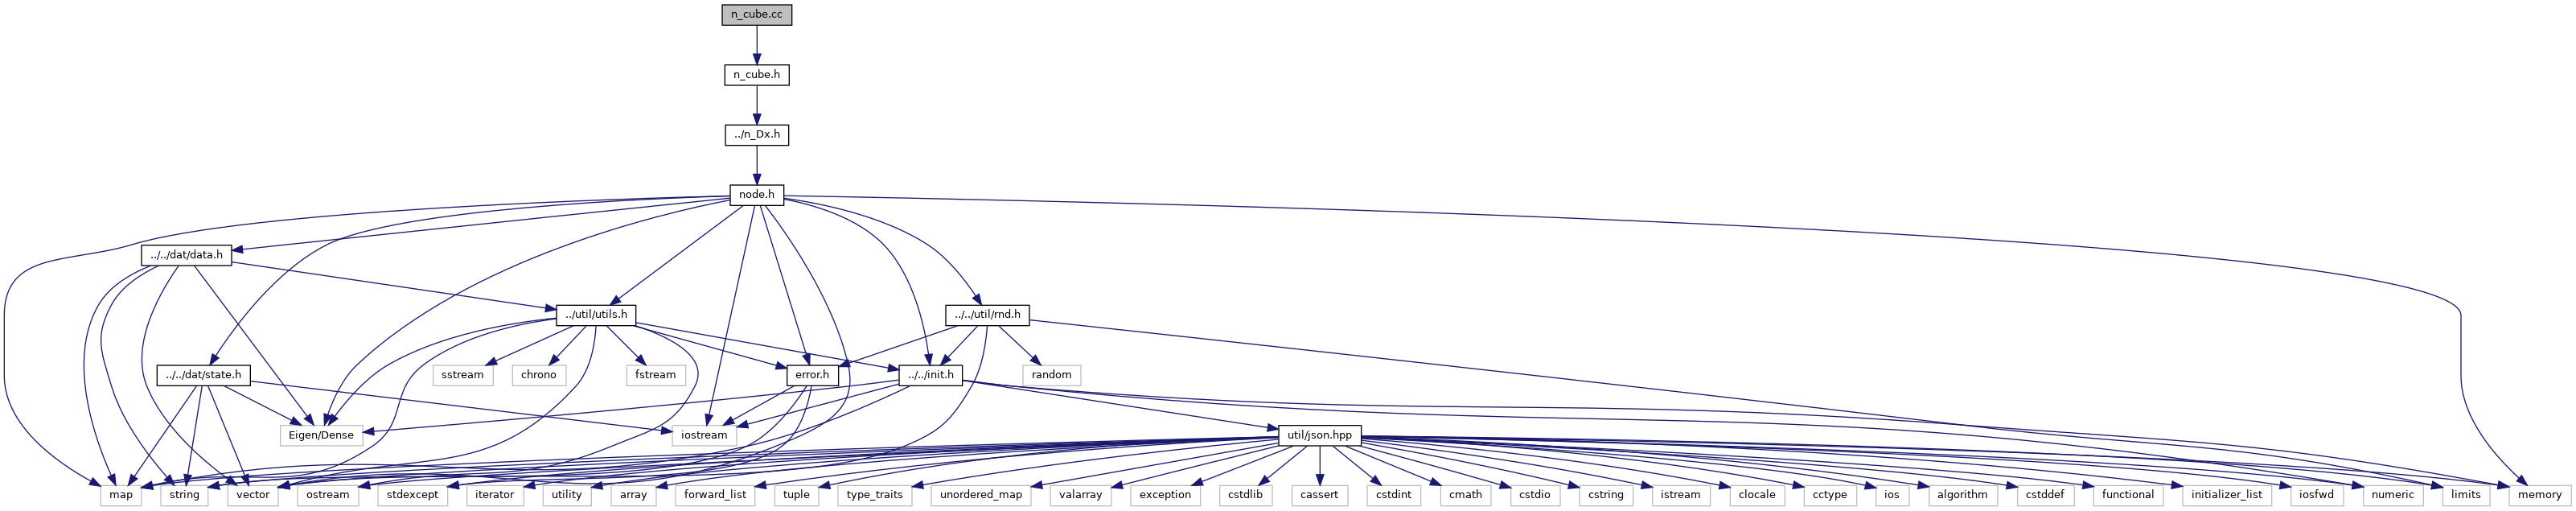 n_cube.cc
n_cube.h
../n_Dx.h
node.h
../../dat/data.h
../util/utils.h
../../util/rnd.h
../../dat/state.h
sstream
chrono
fstream
error.h
../../init.h
random
Eigen/Dense
iostream
util/json.hpp
map
string
vector
ostream
stdexcept
iterator
utility
array
forward_list
tuple
type_traits
unordered_map
valarray
exception
cstdlib
cassert
cstdint
cmath
cstdio
cstring
istream
clocale
cctype
ios
algorithm
cstddef
functional
initializer_list
iosfwd
numeric
limits
memory